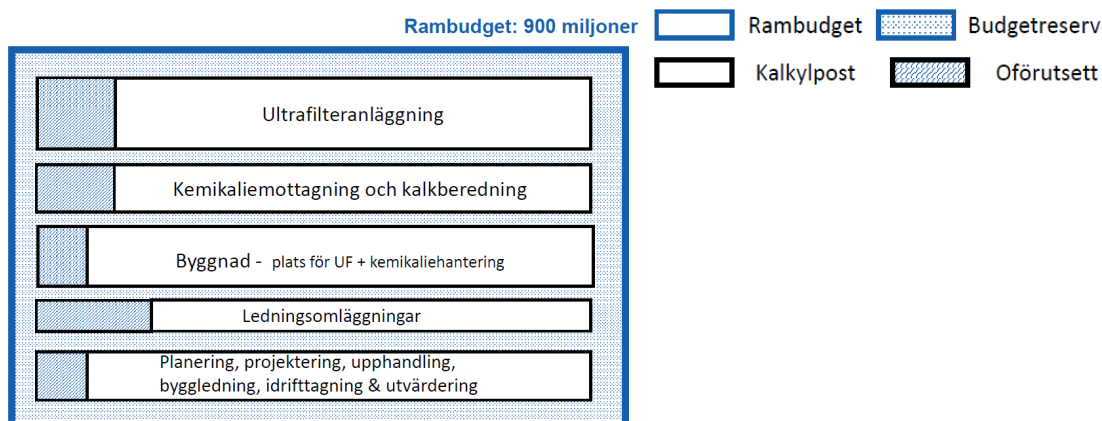 Rambudget: 900 miljoner
Rambudget
Budgetreserv
Kalkylpost
Oförutsett
Ultrafilteranläggning
Kemikaliemottagning och kalkberedning
Byggnad - plats för UF + kemikaliehantering
Ledningsomläggningar
Planering, projektering, upphandling,
byggledning, idrifttagning & utvärdering